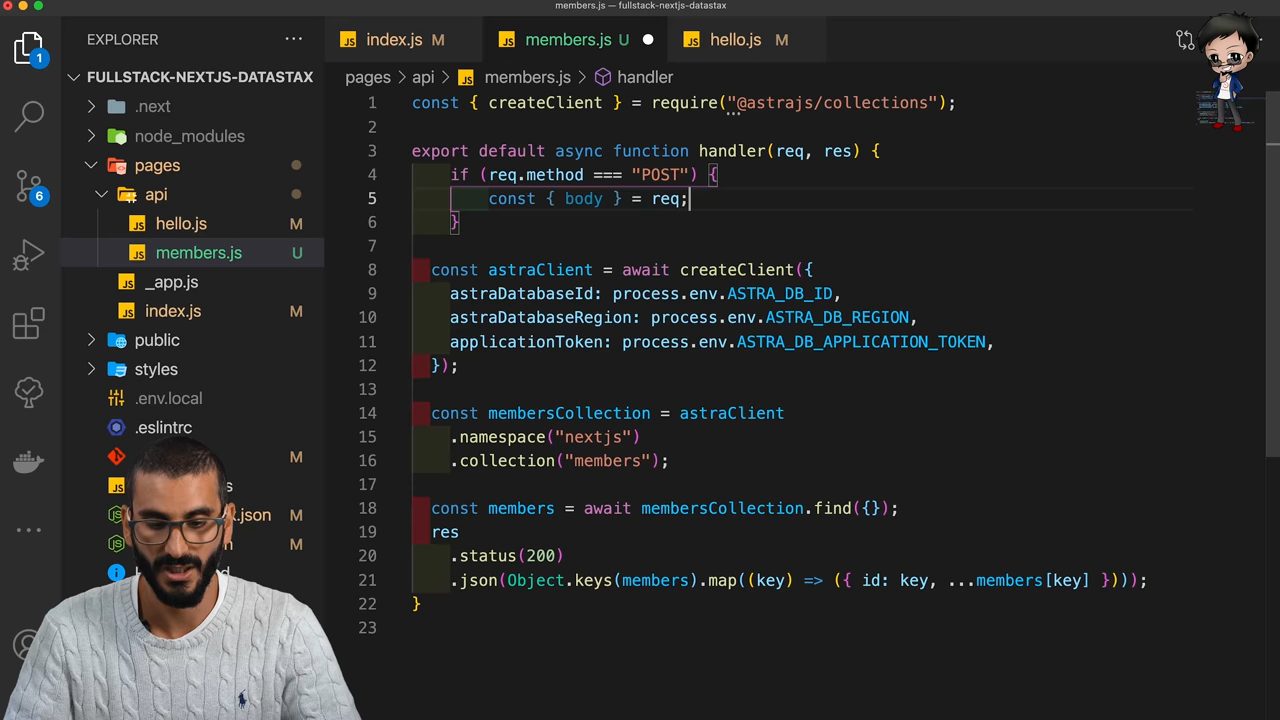 members.js — fullstack-nextjs-datastax
EXPLORER
index.js M
members.js U
hello.js M
FULLSTACK-NEXTJS-DATASTAX
pages > api > members.js > handler
.next
node_modules
pages
api
hello.js M
members.js U
_app.js
index.js M
public
styles
.env.local
.eslintrc
M
s
.json M
M
1
6
1 const { createClient } = require("@astrajs/collections");
2
3 export default async function handler(req, res) {
4 if (req.method === "POST") {
5 const { body } = req;
6 }
7
8 const astraClient = await createClient({
9 astraDatabaseId: process.env.ASTRA_DB_ID,
10 astraDatabaseRegion: process.env.ASTRA_DB_REGION,
11 applicationToken: process.env.ASTRA_DB_APPLICATION_TOKEN,
12 });
13
14 const membersCollection = astraClient
15 .namespace("nextjs")
16 .collection("members");
17
18 const members = await membersCollection.find({});
19 res
20 .status(200)
21 .json(Object.keys(members).map((key) => ({ id: key, ...members[key] })));
22 }
23